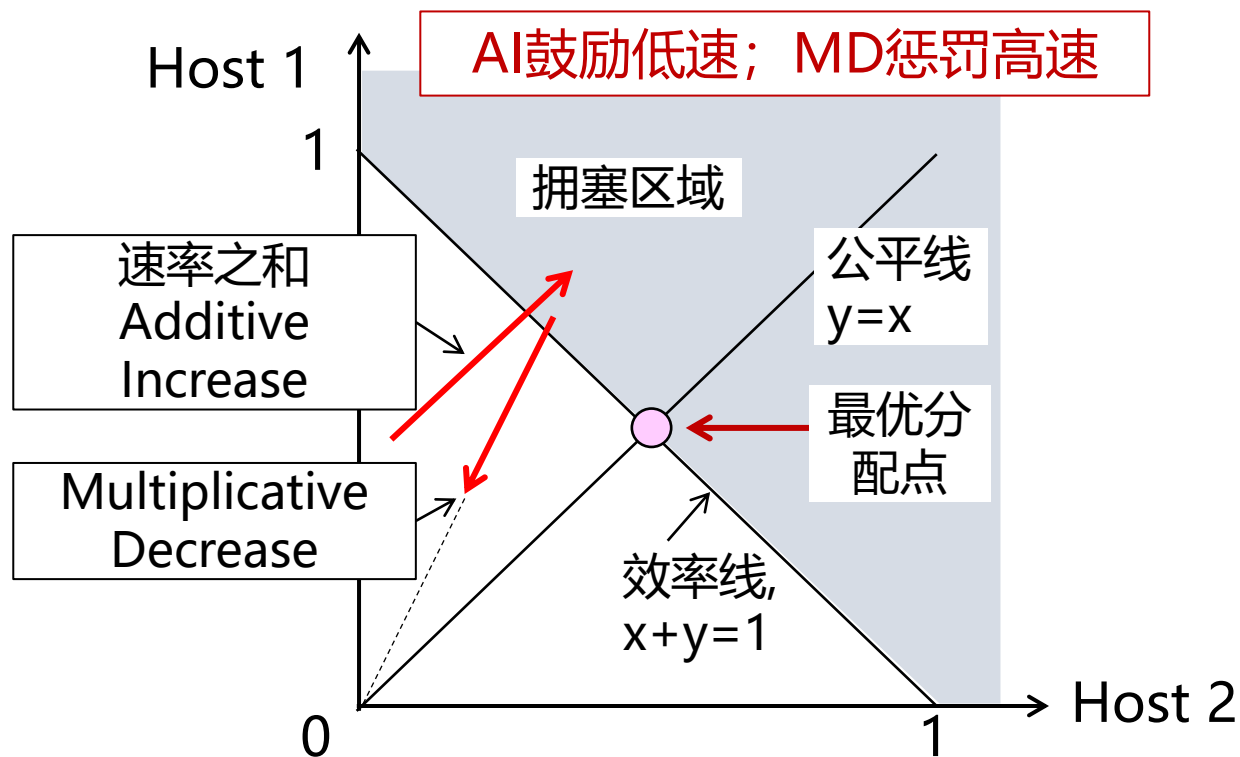 AI鼓励低速；MD惩罚高速
Host 1
1
拥塞区域
速率之和
Additive
Increase
公平线
y=x
最优分
配点
Multiplicative
Decrease
效率线,
x+y=1
0
1
Host 2